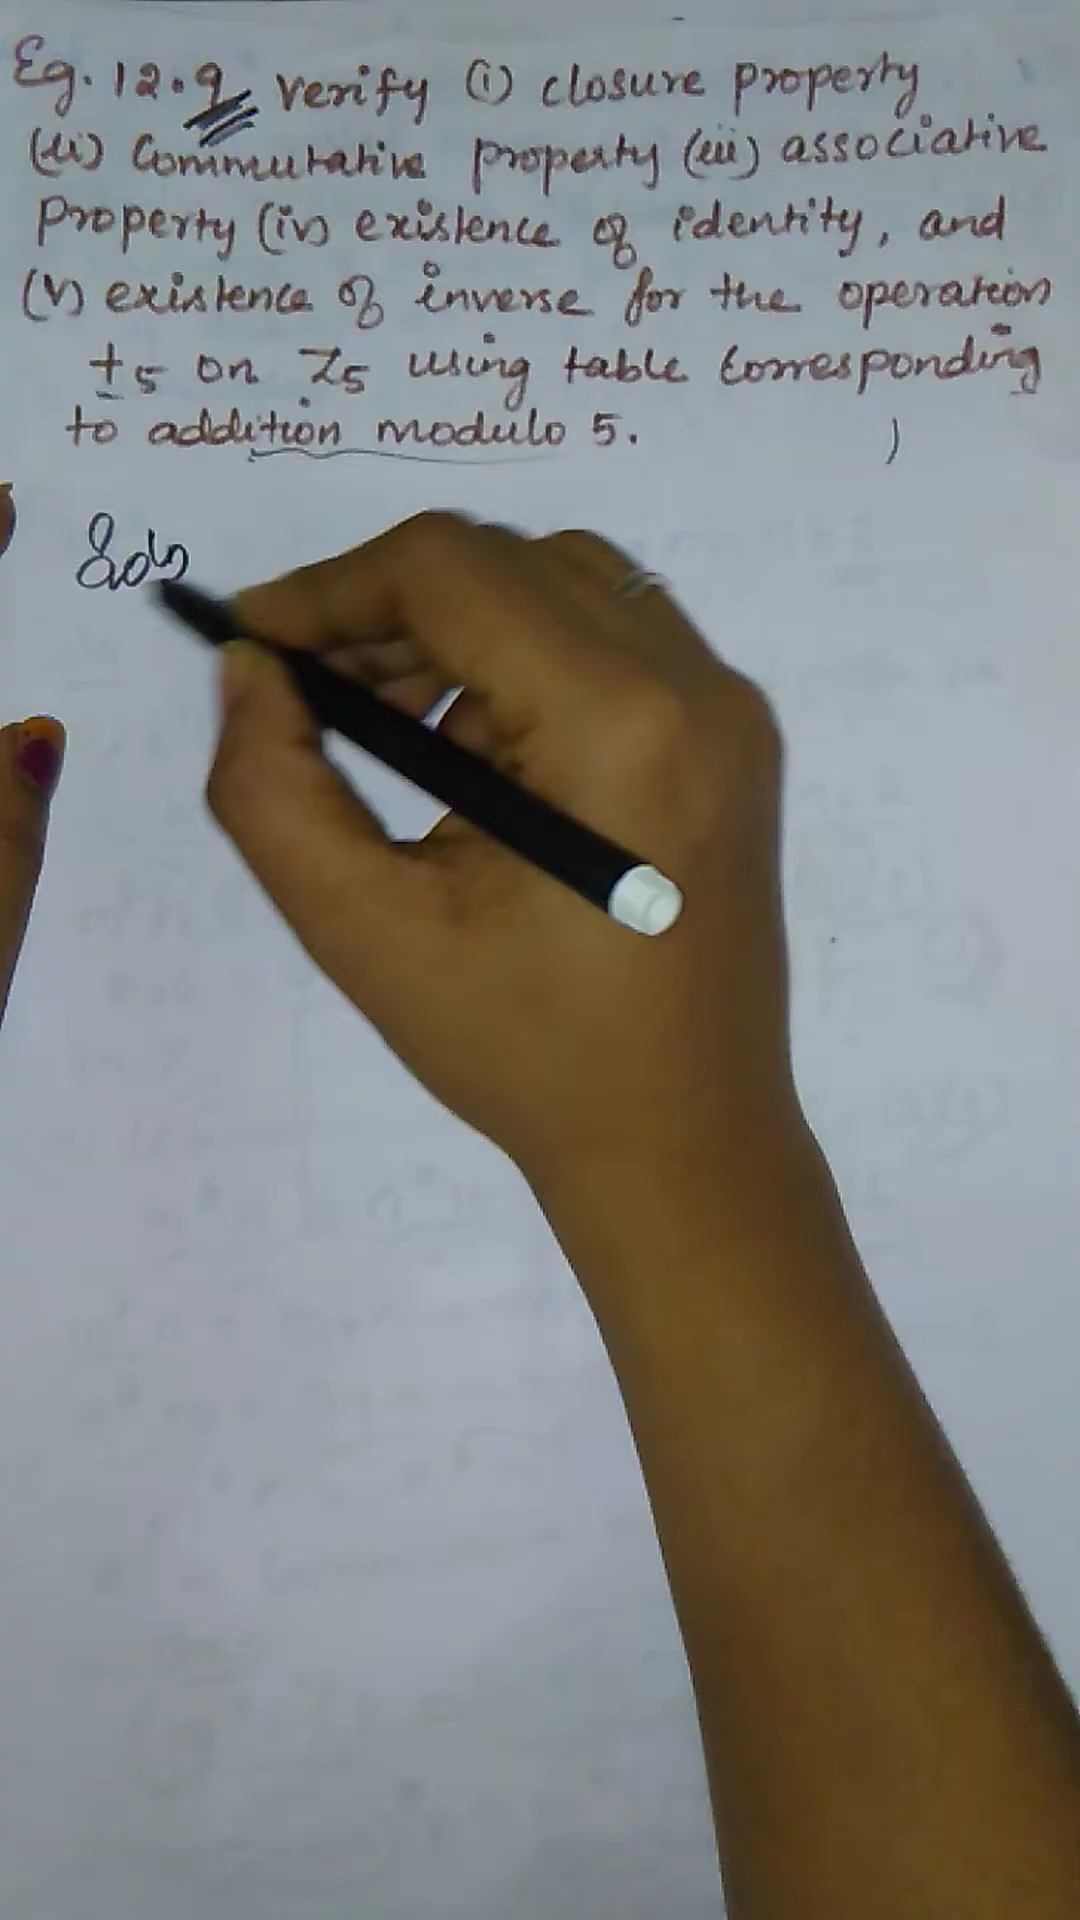 Eg. 12.9 verify (i) closure property
(ii) Commutative property (iii) associative
Property (iv) existence of identity, and
(v) existence of inverse for the operation
+5 on Z5 using table corresponding
to addition modulo 5.